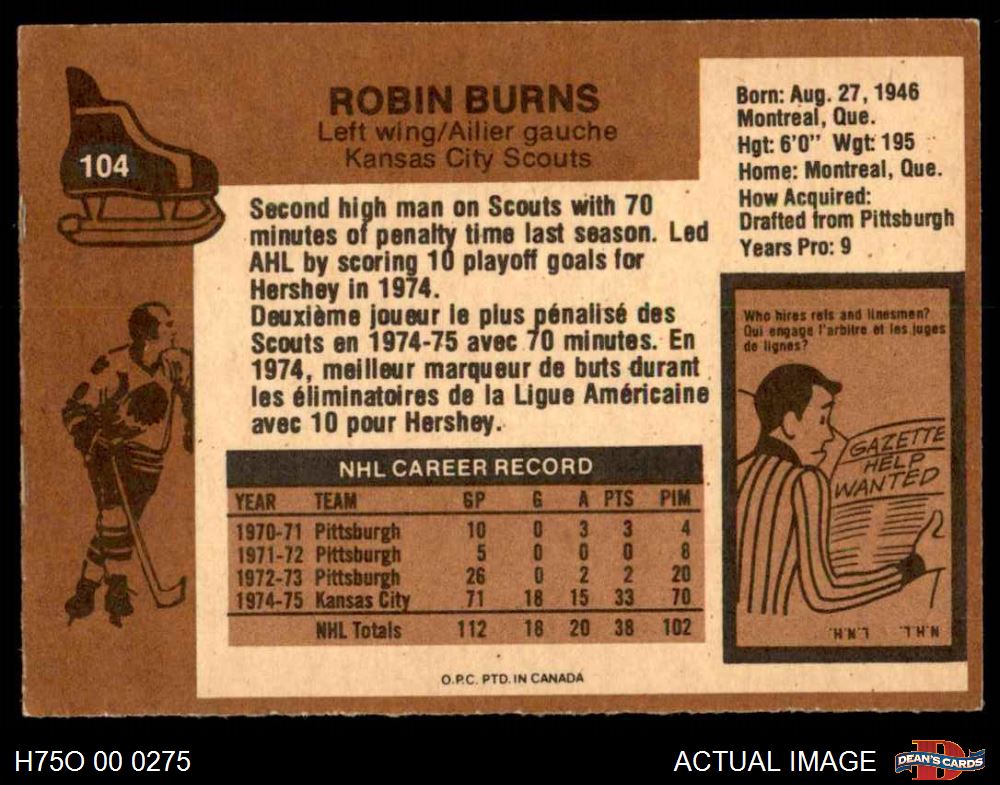 104
ROBIN BURNS
Left wing/Ailier gauche
Kansas City Scouts
Born: Aug. 27, 1946
Montreal, Que.
Hgt: 6'0" Wgt: 195
Home: Montreal, Que.
How Acquired:
Drafted from Pittsburgh
Years Pro: 9
Second high man on Scouts with 70
minutes of penalty time last season. Led
AHL by scoring 10 playoff goals for
Hershey in 1974.
Deuxième joueur le plus pénalisé des
Scouts en 1974-75 avec 70 minutes. En
1974, meilleur marqueur de buts durant
les éliminatoires de la Ligue Américaine
avec 10 pour Hershey.
NHL CAREER RECORD
YEAR TEAM GP G A PTS PIM
1970-71 Pittsburgh 10 0 3 3 4
1971-72 Pittsburgh 5 0 0 0 8
1972-73 Pittsburgh 26 0 2 2 20
1974-75 Kansas City 71 18 15 33 70
NHL Totals 112 18 20 38 102
O.P.C. PTD. IN CANADA
Who hires refs and linesmen?
Qui engage l'arbitre et les juges
de lignes?
GAZETTE
HELP
WANTED
N.H.L. L.N.H.
H75O 00 0275
ACTUAL IMAGE
D
DEAN'S CARDS